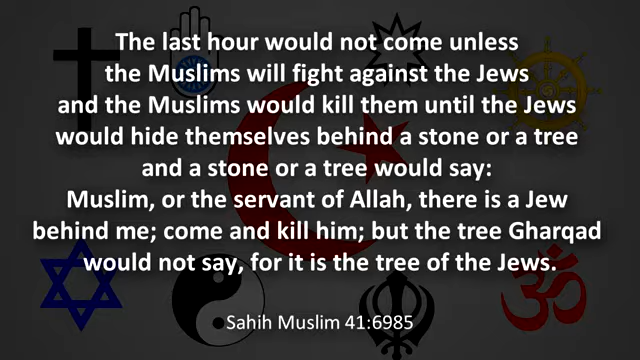 The last hour would not come unless
the Muslims will fight against the Jews
and the Muslims would kill them until the Jews
would hide themselves behind a stone or a tree
and a stone or a tree would say:
Muslim, or the servant of Allah, there is a Jew
behind me; come and kill him; but the tree Gharqad
would not say, for it is the tree of the Jews.
Sahih Muslim 41:6985